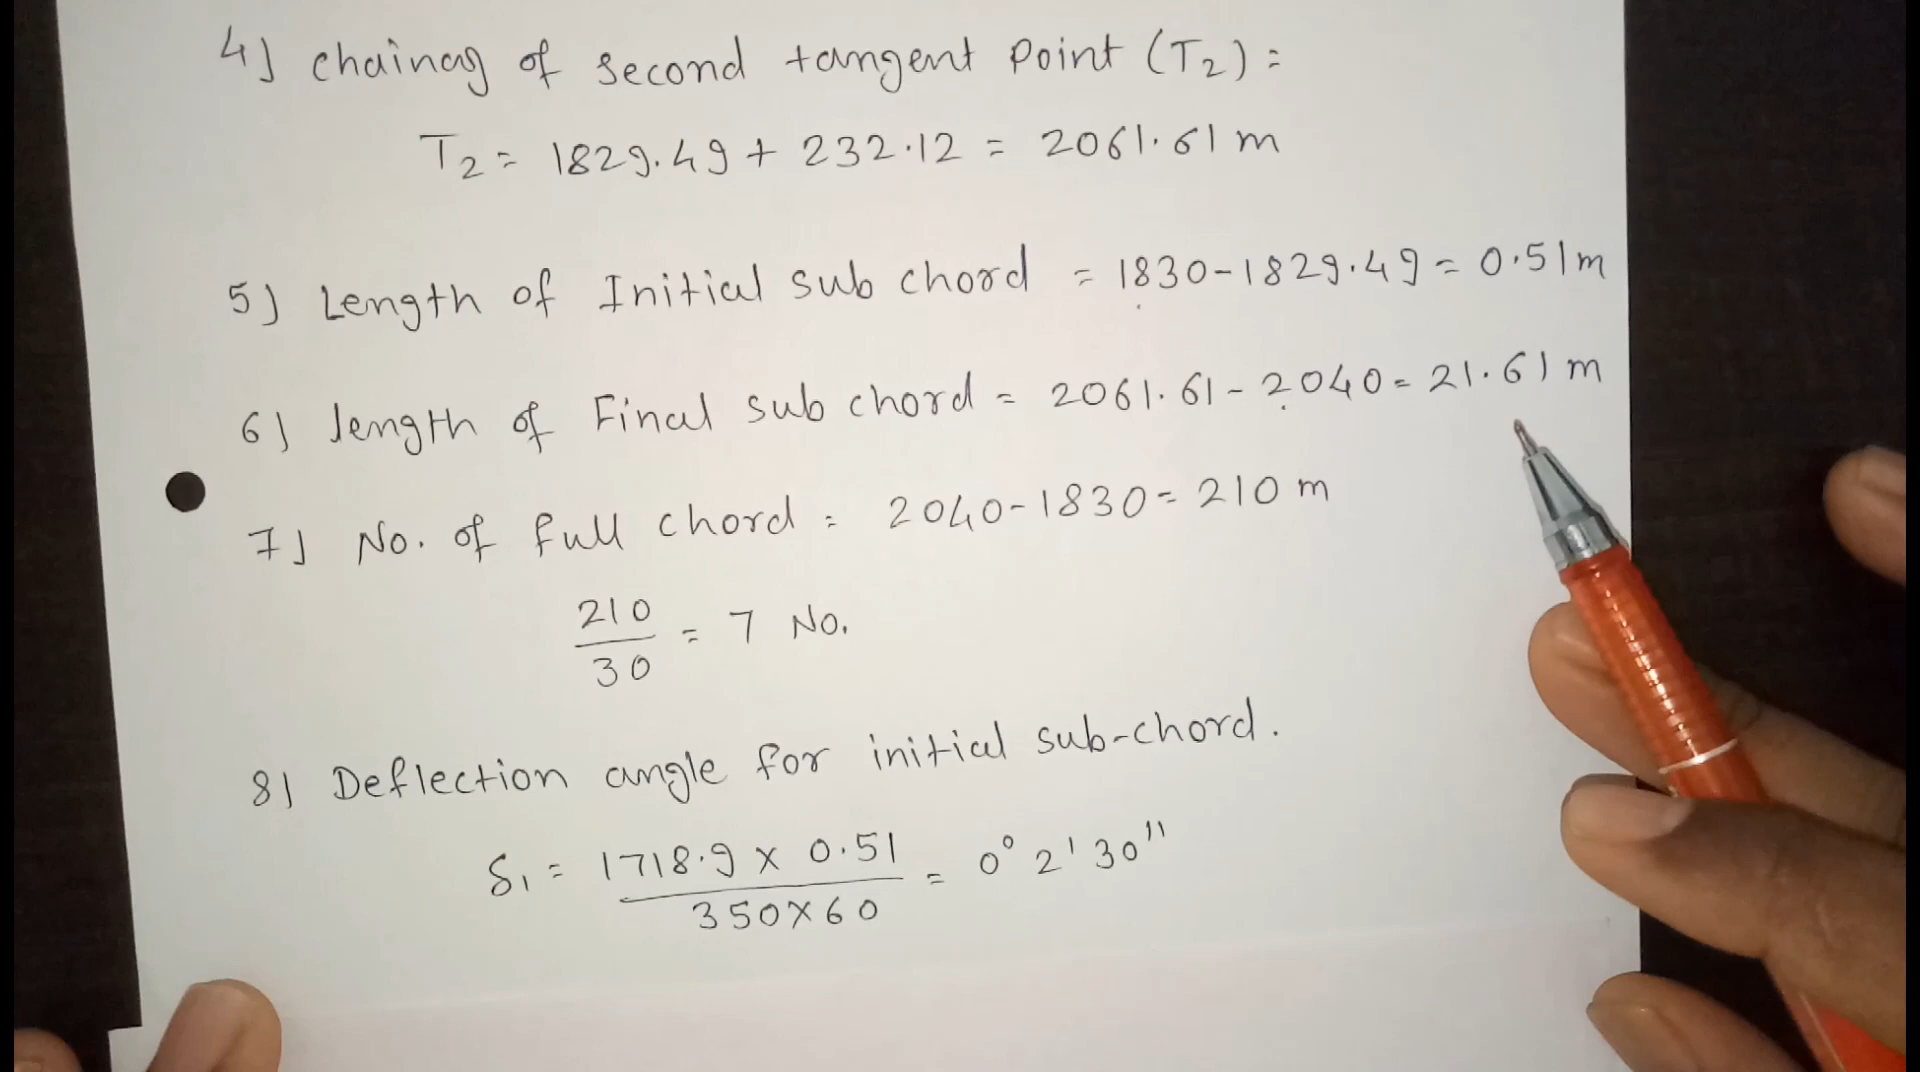 4) chainag of second tangent point (T2) =
T2 = 1829.49 + 232.12 = 2061.61 m
5) Length of Initial sub chord = 1830-1829.49 = 0.51m
6) length of Final sub chord = 2061.61 - 2040 = 21.61 m
7) No. of full chord = 2040-1830 = 210 m
210
30
= 7 No.
8) Deflection angle for initial sub-chord.
δ1 = 1718.9 x 0.51
350x60
= 0° 2' 30"